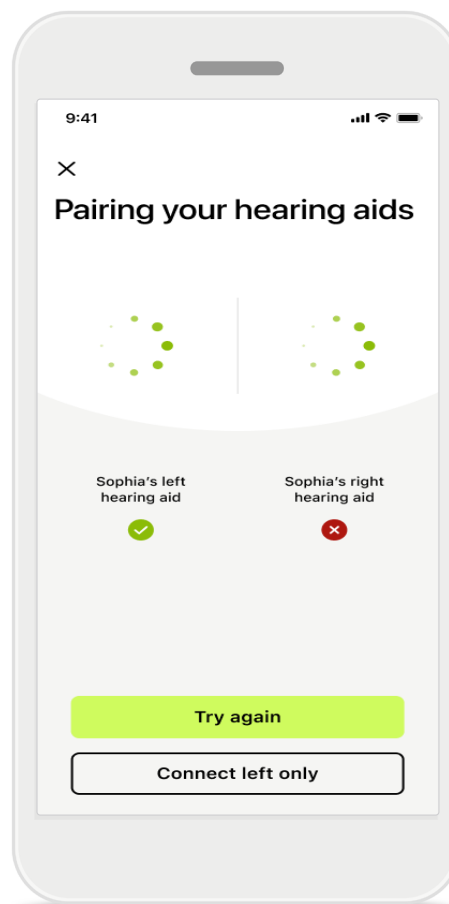 9:41
Pairing your hearing aids
Sophia's left
hearing aid
Sophia's right
hearing aid
Try again
Connect left only